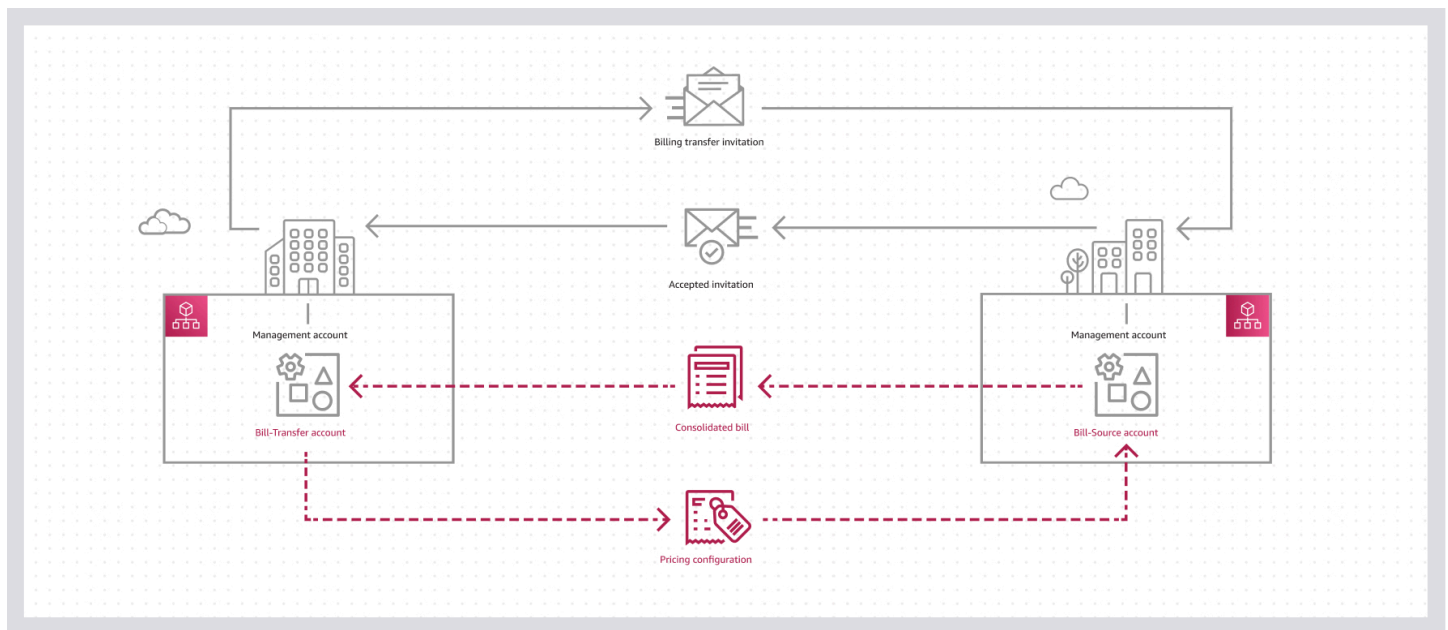 Billing transfer invitation
Accepted invitation
Management account
Management account
Bill-Transfer account
Consolidated bill
Bill-Source account
Pricing configuration